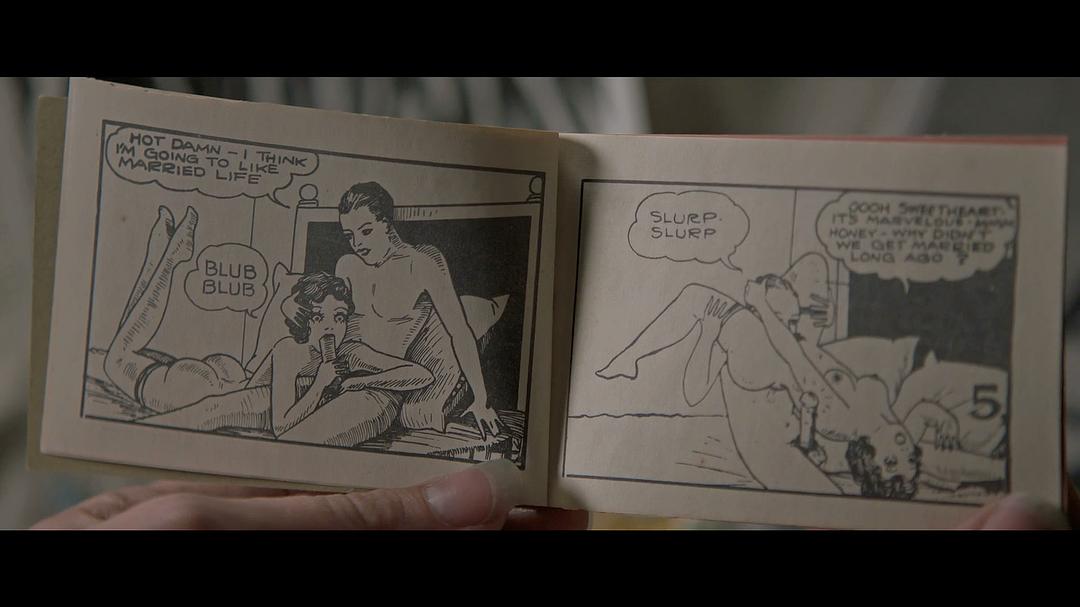 HOT DAMN – I THINK
I'M GOING TO LIKE
MARRIED LIFE
BLUB
BLUB
SLURP.
SLURP
OOOH SWEETHEART.
IT'S MARVELOUS.
HONEY – WHY DIDN'T
WE GET MARRIED
LONG AGO ?
5